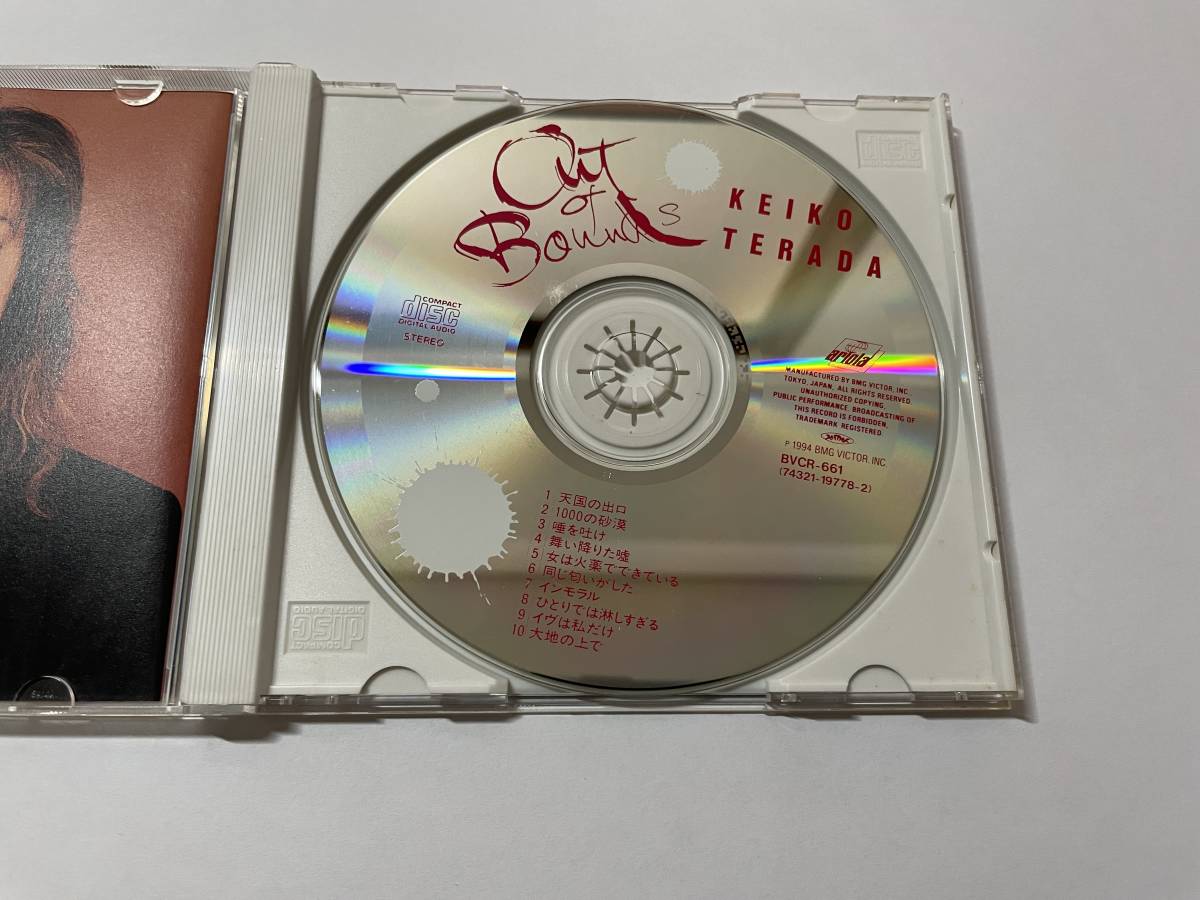 Out
of
Bounds
KEIKO
TERADA
COMPACT
disc
DIGITAL AUDIO
STEREO
ariola
MANUFACTURED BY BMG VICTOR, INC.,
TOKYO, JAPAN. ALL RIGHTS RESERVED
UNAUTHORIZED COPYING,
PUBLIC PERFORMANCE. BROADCASTING OF
THIS RECORD IS FORBIDDEN.
TRADEMARK REGISTERED.
℗ 1994 BMG VICTOR, INC.
BVCR-661
(74321-19778-2)
1 天国の出口
2 1000の砂漠
3 唾を吐け
4 舞い降りた嘘
5 女は火薬でできている
6 同じ匂いがした
7 インモラル
8 ひとりでは淋しすぎる
9 イヴは私だけ
10 大地の上で
COMPACT
disc
DIGITAL AUDIO
disc